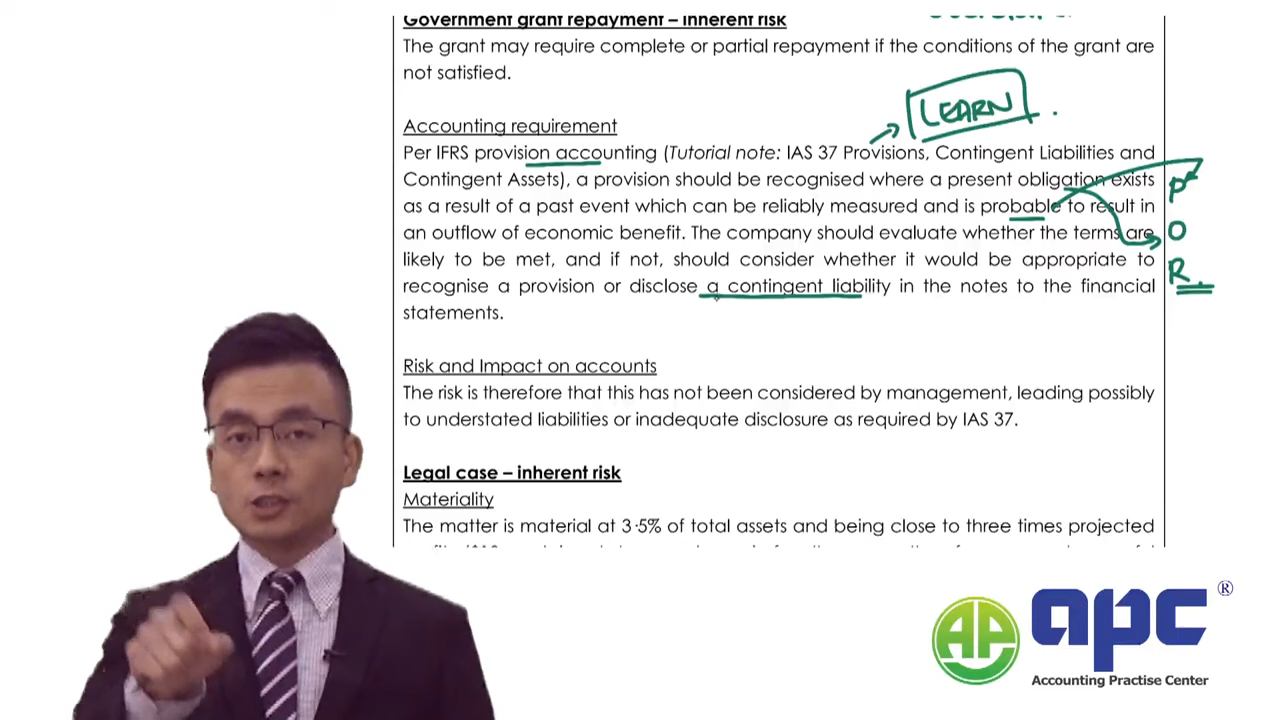 Government grant repayment – inherent risk
The grant may require complete or partial repayment if the conditions of the grant are
not satisfied.
LEARN
Accounting requirement
Per IFRS provision accounting (Tutorial note: IAS 37 Provisions, Contingent Liabilities and
Contingent Assets), a provision should be recognised where a present obligation exists
P
as a result of a past event which can be reliably measured and is probable to result in
an outflow of economic benefit. The company should evaluate whether the terms are
O
likely to be met, and if not, should consider whether it would be appropriate to
R
recognise a provision or disclose a contingent liability in the notes to the financial
statements.
Risk and Impact on accounts
The risk is therefore that this has not been considered by management, leading possibly
to understated liabilities or inadequate disclosure as required by IAS 37.
Legal case – inherent risk
Materiality
The matter is material at 3·5% of total assets and being close to three times projected
AP
apc®
Accounting Practise Center